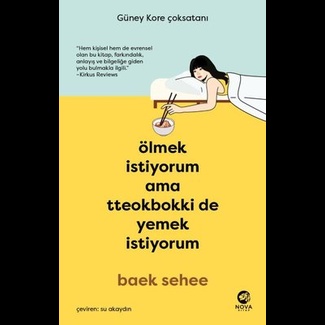 Güney Kore çoksatanı
"Hem kişisel hem de evrensel
olan bu kitap, farkındalık,
anlayış ve bilgeliğe giden
yolu bulmakla ilgili."
–Kirkus Reviews
ölmek
istiyorum
ama
tteokbokki de
yemek
istiyorum
baek sehee
çeviren: su akaydın
NOVA